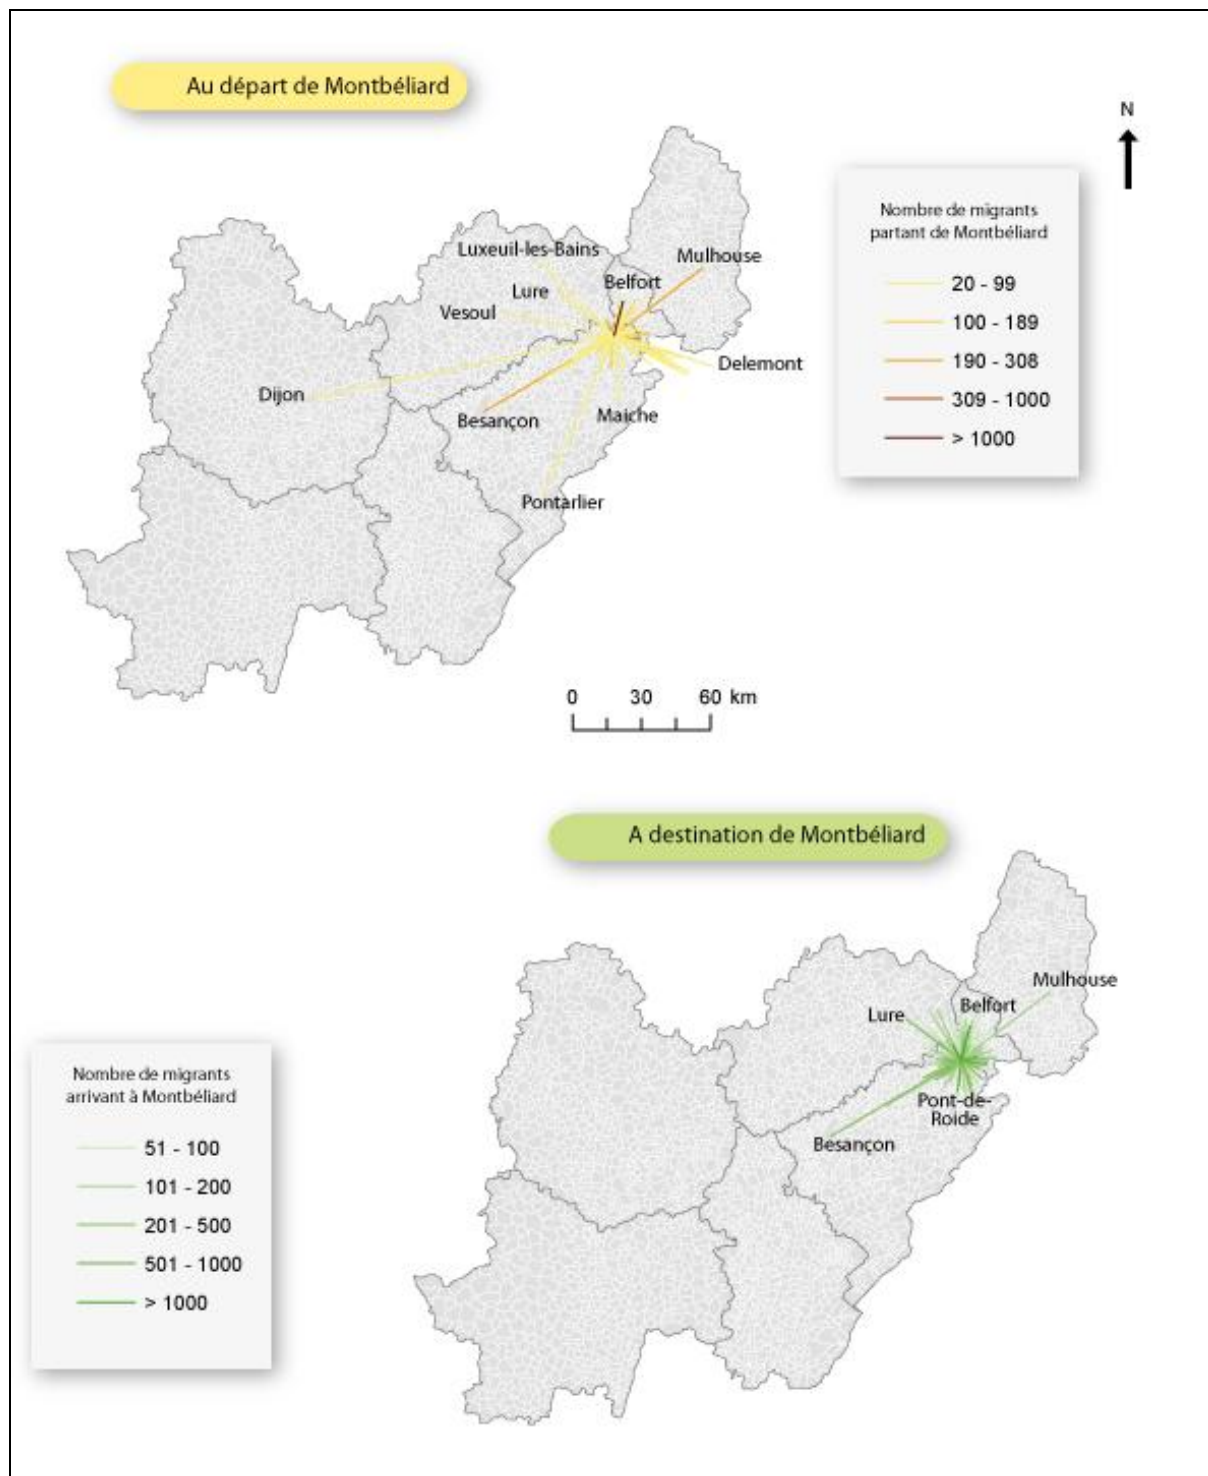 Au départ de Montbéliard
N
Nombre de migrants
partant de Montbéliard
20 - 99
100 - 189
190 - 308
309 - 1000
> 1000
Luxeuil-les-Bains
Mulhouse
Belfort
Lure
Vesoul
Delemont
Dijon
Besançon
Maiche
Pontarlier
0 30 60 km
A destination de Montbéliard
Mulhouse
Belfort
Lure
Pont-de-
Roide
Besançon
Nombre de migrants
arrivant à Montbéliard
51 - 100
101 - 200
201 - 500
501 - 1000
> 1000